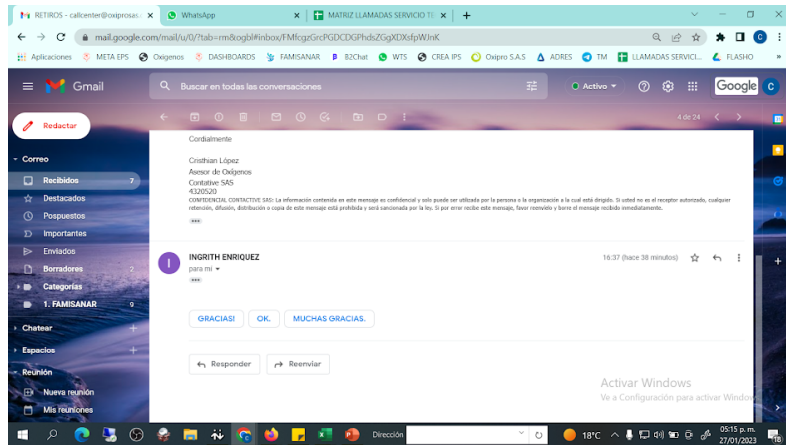 RETIROS - callcenter@oxiprosas.c
WhatsApp
MATRIZ LLAMADAS SERVICIO TE
mail.google.com/mail/u/0/?tab=rm&ogbl#inbox/FMfcgzGrcPGDCDGPhdsZGgXDXsfpWJnK
Aplicaciones
META EPS
Oxigenos
DASHBOARDS
FAMISANAR
B2Chat
WTS
CREA IPS
Oxipro S.A.S
ADRES
TM
LLAMADAS SERVICI...
FLASHO
Gmail
Buscar en todas las conversaciones
Activo
Google
Redactar
4 de 24
Correo
Recibidos 7
Destacados
Pospuestos
Importantes
Enviados
Borradores 2
Categorías
1. FAMISANAR 9
Chatear
Espacios
Reunión
Nueva reunión
Mis reuniones
Cordialmente
Cristhian López
Asesor de Oxígenos
Contative SAS
4320520
CONFIDENCIAL CONTACTIVE SAS: La información contenida en este mensaje es confidencial y solo puede ser utilizada por la persona o la organización a la cual está dirigido. Si usted no es el receptor autorizado, cualquier
retención, difusión, distribución o copia de este mensaje está prohibida y será sancionada por la ley. Si por error recibe este mensaje, favor reenviarlo y borre el mensaje recibido inmediatamente.
I
INGRITH ENRIQUEZ
16:37 (hace 38 minutos)
para mí
GRACIAS!
OK.
MUCHAS GRACIAS.
Responder
Reenviar
Activar Windows
Ve a Configuración para activar Windows
Dirección
18°C
05:15 p. m.
27/01/2023
18